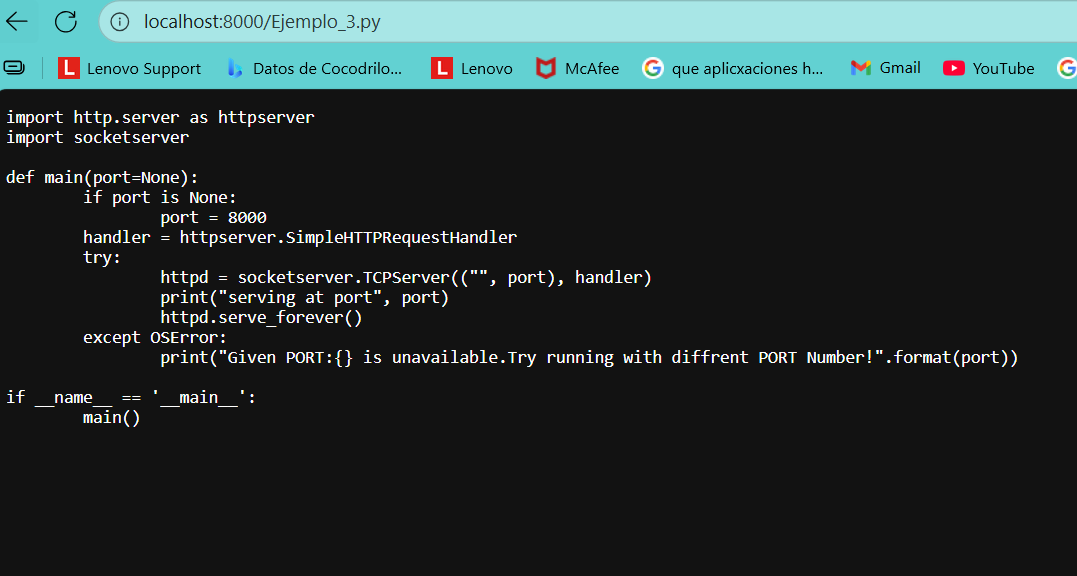 localhost:8000/Ejemplo_3.py
L Lenovo Support Datos de Cocodrilo... L Lenovo McAfee G que aplicxaciones h... Gmail YouTube G
import http.server as httpserver
import socketserver
def main(port=None):
if port is None:
port = 8000
handler = httpserver.SimpleHTTPRequestHandler
try:
httpd = socketserver.TCPServer(("", port), handler)
print("serving at port", port)
httpd.serve_forever()
except OSError:
print("Given PORT:{} is unavailable.Try running with diffrent PORT Number!".format(port))
if __name__ == '__main__':
main()